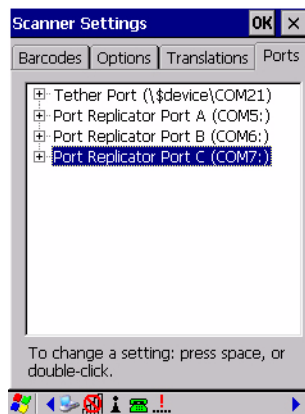 Scanner Settings OK ×
Barcodes Options Translations Ports
Tether Port (\$device\COM21)
Port Replicator Port A (COM5:)
Port Replicator Port B (COM6:)
Port Replicator Port C (COM7:)
To change a setting: press space, or
double-click.